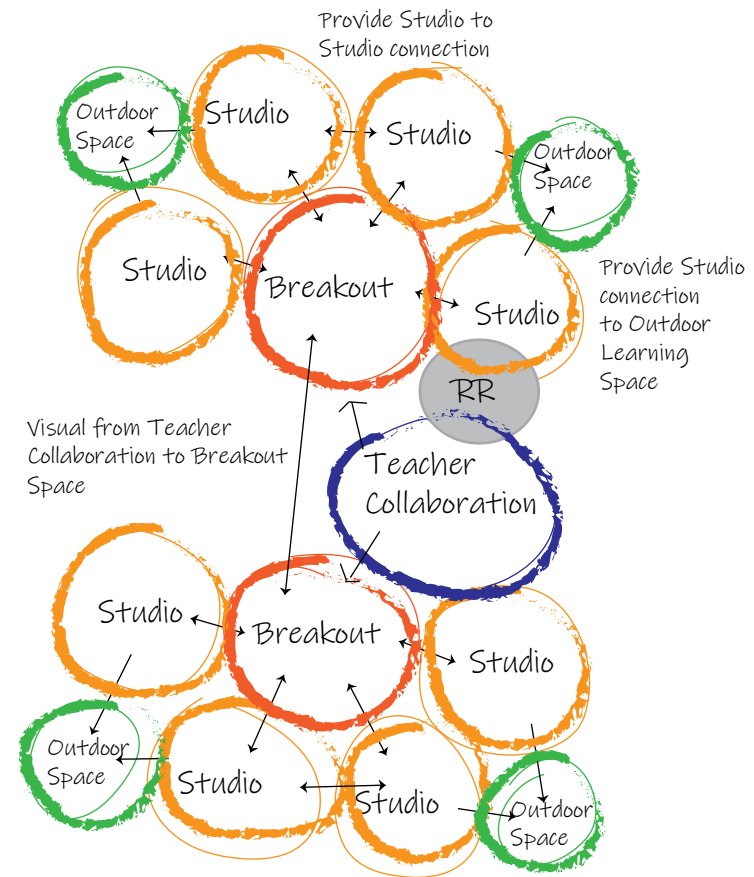 Provide Studio to
Studio connection
Outdoor
Space
Studio
Studio
Outdoor
Space
Studio
Breakout
Studio
Provide Studio
connection
to Outdoor
Learning
Space
RR
Visual from Teacher
Collaboration to Breakout
Space
Teacher
Collaboration
Studio
Breakout
Studio
Outdoor
Space
Studio
Studio
Outdoor
Space